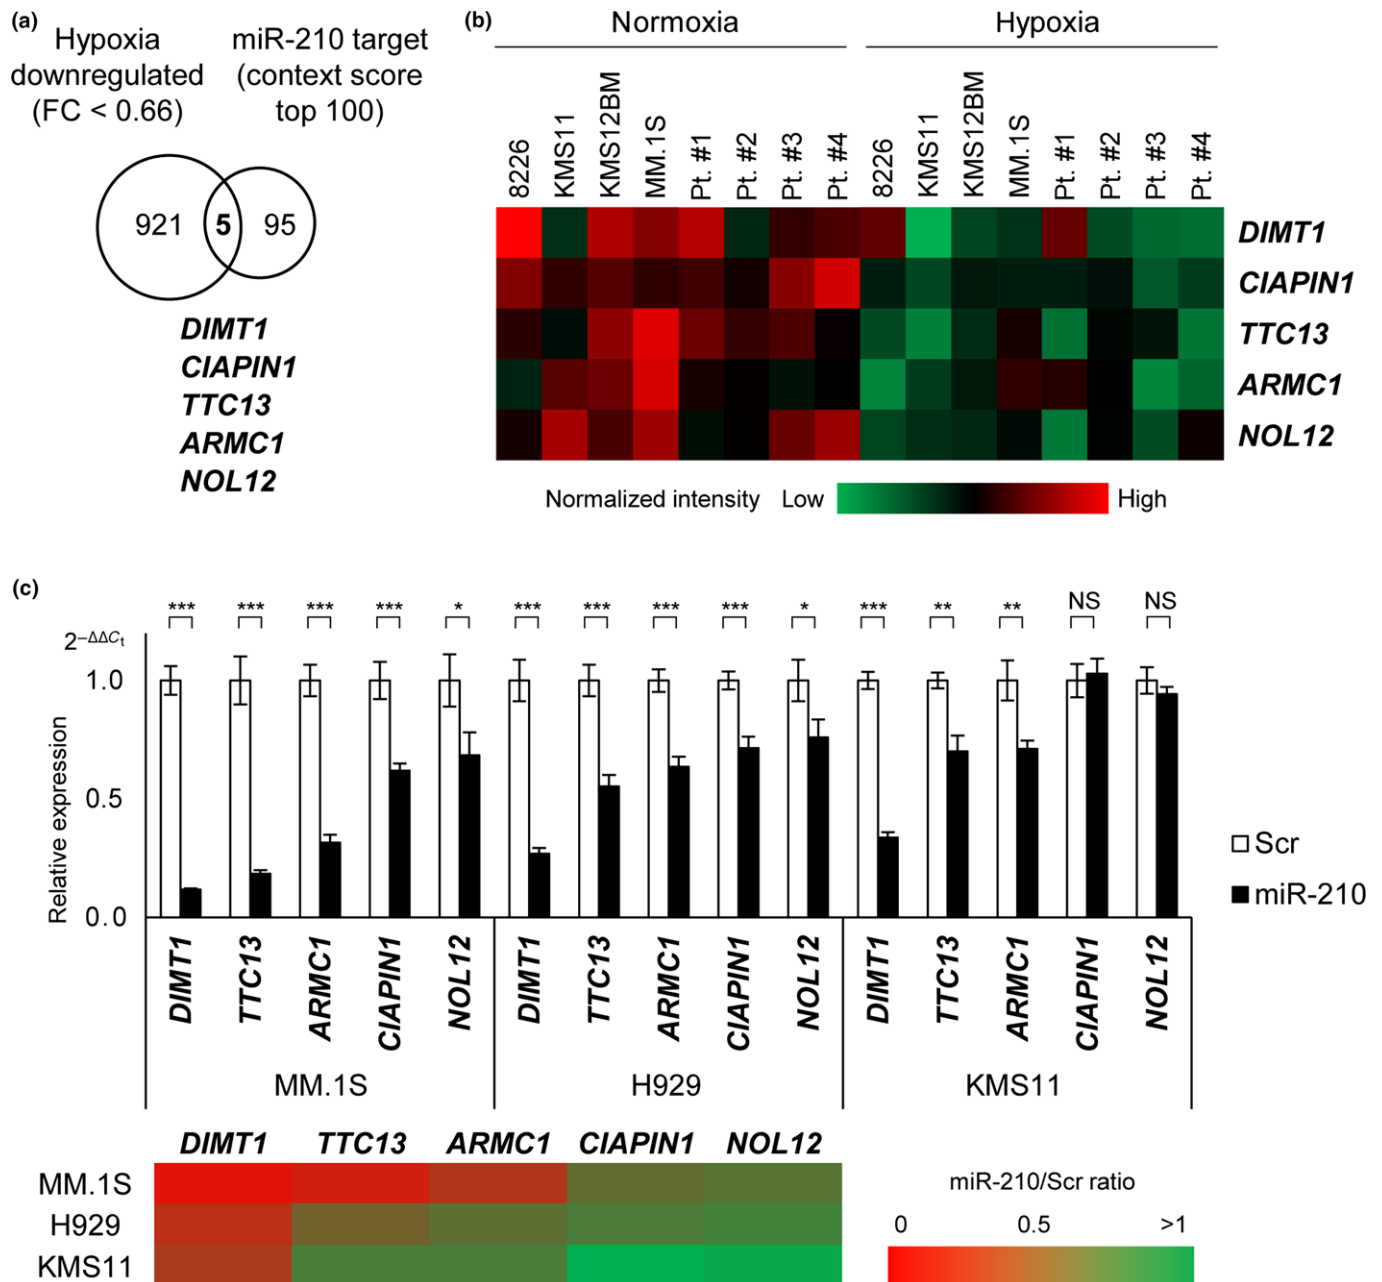 (a)
Hypoxia
downregulated
(FC < 0.66)
miR-210 target
(context score
top 100)
921
5
95
DIMT1
CIAPIN1
TTC13
ARMC1
NOL12
(b)
Normoxia Hypoxia
8226 KMS11 KMS12BM MM.1S Pt. #1 Pt. #2 Pt. #3 Pt. #4 8226 KMS11 KMS12BM MM.1S Pt. #1 Pt. #2 Pt. #3 Pt. #4
DIMT1
CIAPIN1
TTC13
ARMC1
NOL12
Normalized intensity Low High
(c)
*** *** *** *** * *** *** *** *** * *** ** ** NS NS
2−ΔΔCt
1.0
0.5
0.0
Relative expression
Scr
miR-210
DIMT1 TTC13 ARMC1 CIAPIN1 NOL12 DIMT1 TTC13 ARMC1 CIAPIN1 NOL12 DIMT1 TTC13 ARMC1 CIAPIN1 NOL12
MM.1S H929 KMS11
DIMT1 TTC13 ARMC1 CIAPIN1 NOL12
MM.1S
H929
KMS11
miR-210/Scr ratio
0 0.5 >1